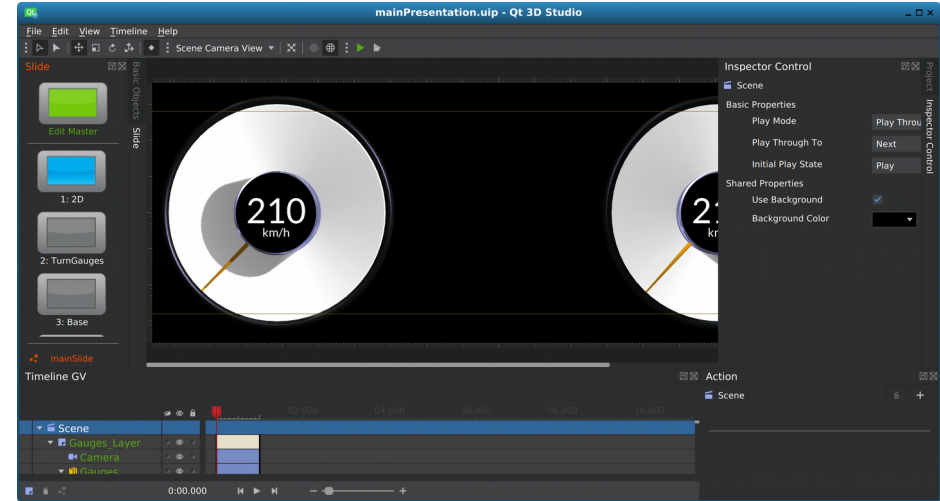 Qt
mainPresentation.uip - Qt 3D Studio
File Edit View Timeline Help
Scene Camera View
Slide
Basic Objects
Slide
Edit Master
1: 2D
2: TurnGauges
3: Base
mainSlide
210
km/h
Inspector Control
Project
Inspector Control
Scene
Basic Properties
Play Mode
Play Through To Next
Initial Play State Play
Shared Properties
Use Background
Background Color
Timeline GV
02.000 04.000 06.000 08.000 10.000
Scene
Gauges_Layer
Camera
Gauges
0:00.000
Action
Scene